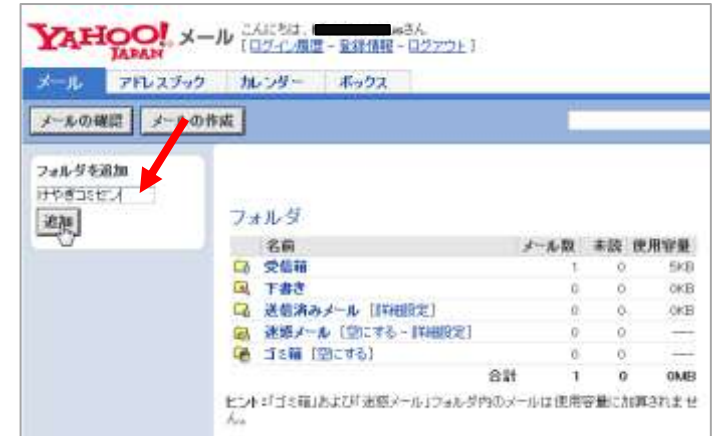 YAHOO! JAPAN メール
こんにちは、さん
[ログイン履歴 - 登録情報 - ログアウト]
メール アドレスブック カレンダー ボックス
メールの確認 メールの作成
フォルダを追加
けやきコミセン
追加
フォルダ
名前 メール数 未読 使用容量
受信箱 1 0 5KB
下書き 0 0 0KB
送信済みメール [詳細設定] 0 0 0KB
迷惑メール [空にする - 詳細設定] 0 0 ----
ゴミ箱 [空にする] 0 0 ----
合計 1 0 0MB
ヒント:「ゴミ箱」および「迷惑メール」フォルダ内のメールは使用容量に加算されませ
ん。